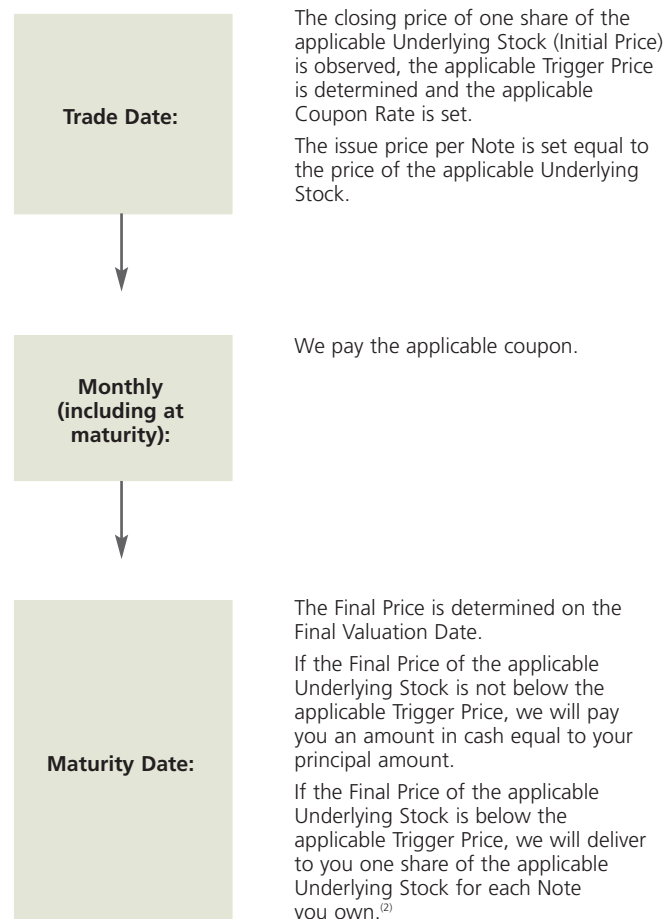 Trade Date:
The closing price of one share of the
applicable Underlying Stock (Initial Price)
is observed, the applicable Trigger Price
is determined and the applicable
Coupon Rate is set.
The issue price per Note is set equal to
the price of the applicable Underlying
Stock.
Monthly
(including at
maturity):
We pay the applicable coupon.
Maturity Date:
The Final Price is determined on the
Final Valuation Date.
If the Final Price of the applicable
Underlying Stock is not below the
applicable Trigger Price, we will pay
you an amount in cash equal to your
principal amount.
If the Final Price of the applicable
Underlying Stock is below the
applicable Trigger Price, we will deliver
to you one share of the applicable
Underlying Stock for each Note
you own.(2)